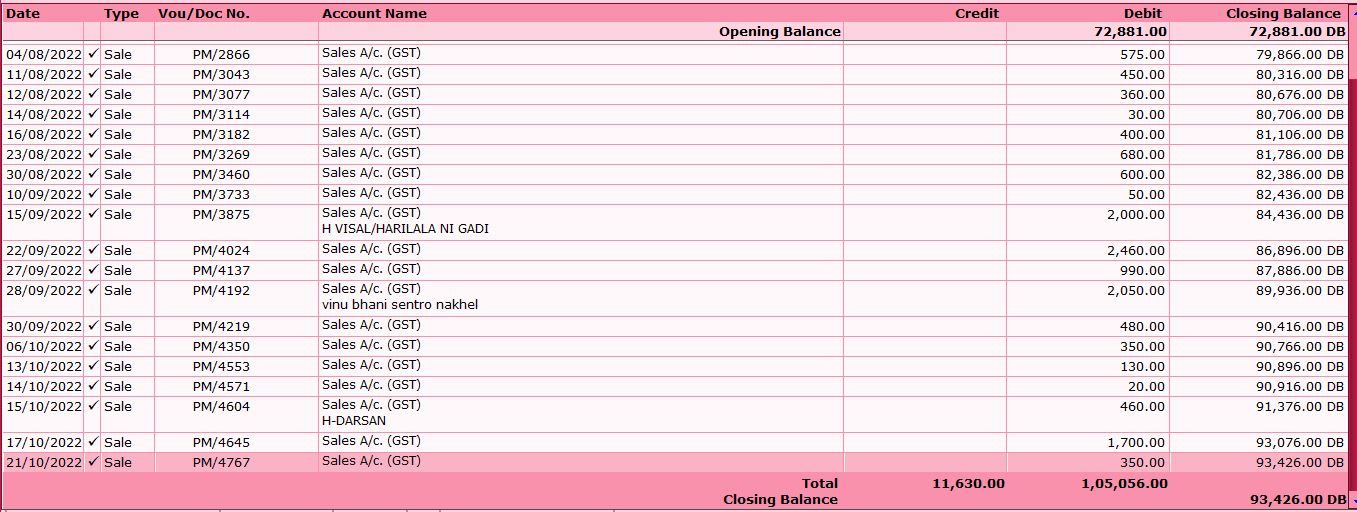 Date Type Vou/Doc No. Account Name Credit Debit Closing Balance
Opening Balance 72,881.00 72,881.00 DB
04/08/2022 ✓ Sale PM/2866 Sales A/c. (GST) 575.00 79,866.00 DB
11/08/2022 ✓ Sale PM/3043 Sales A/c. (GST) 450.00 80,316.00 DB
12/08/2022 ✓ Sale PM/3077 Sales A/c. (GST) 360.00 80,676.00 DB
14/08/2022 ✓ Sale PM/3114 Sales A/c. (GST) 30.00 80,706.00 DB
16/08/2022 ✓ Sale PM/3182 Sales A/c. (GST) 400.00 81,106.00 DB
23/08/2022 ✓ Sale PM/3269 Sales A/c. (GST) 680.00 81,786.00 DB
30/08/2022 ✓ Sale PM/3460 Sales A/c. (GST) 600.00 82,386.00 DB
10/09/2022 ✓ Sale PM/3733 Sales A/c. (GST) 50.00 82,436.00 DB
15/09/2022 ✓ Sale PM/3875 Sales A/c. (GST) 2,000.00 84,436.00 DB
H VISAL/HARILALA NI GADI
22/09/2022 ✓ Sale PM/4024 Sales A/c. (GST) 2,460.00 86,896.00 DB
27/09/2022 ✓ Sale PM/4137 Sales A/c. (GST) 990.00 87,886.00 DB
28/09/2022 ✓ Sale PM/4192 Sales A/c. (GST) 2,050.00 89,936.00 DB
vinu bhani sentro nakhel
30/09/2022 ✓ Sale PM/4219 Sales A/c. (GST) 480.00 90,416.00 DB
06/10/2022 ✓ Sale PM/4350 Sales A/c. (GST) 350.00 90,766.00 DB
13/10/2022 ✓ Sale PM/4553 Sales A/c. (GST) 130.00 90,896.00 DB
14/10/2022 ✓ Sale PM/4571 Sales A/c. (GST) 20.00 90,916.00 DB
15/10/2022 ✓ Sale PM/4604 Sales A/c. (GST) 460.00 91,376.00 DB
H-DARSAN
17/10/2022 ✓ Sale PM/4645 Sales A/c. (GST) 1,700.00 93,076.00 DB
21/10/2022 ✓ Sale PM/4767 Sales A/c. (GST) 350.00 93,426.00 DB
Total 11,630.00 1,05,056.00
Closing Balance 93,426.00 DB